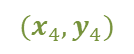 (x₄, y₄)